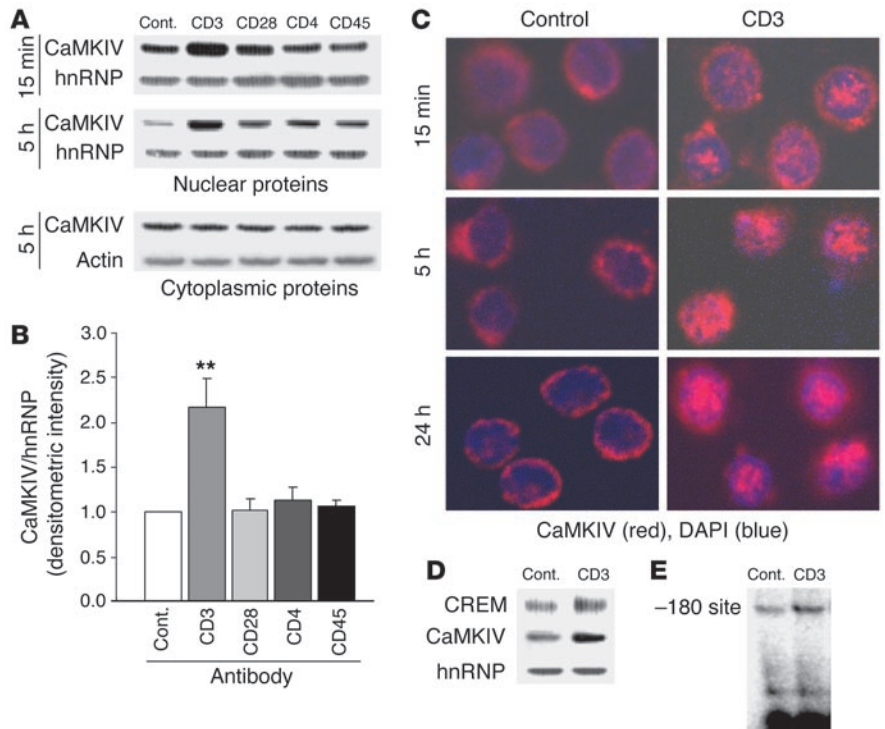 A
Cont. CD3 CD28 CD4 CD45
15 min
CaMKIV
hnRNP
5 h
CaMKIV
hnRNP
Nuclear proteins
5 h
CaMKIV
Actin
Cytoplasmic proteins
B
CaMKIV/hnRNP
(densitometric intensity)
3.0
2.5
2.0
1.5
1.0
0.5
0.0
**
Cont.
CD3
CD28
CD4
CD45
Antibody
C
Control CD3
15 min
5 h
24 h
CaMKIV (red), DAPI (blue)
D
Cont. CD3
CREM
CaMKIV
hnRNP
E
Cont. CD3
–180 site